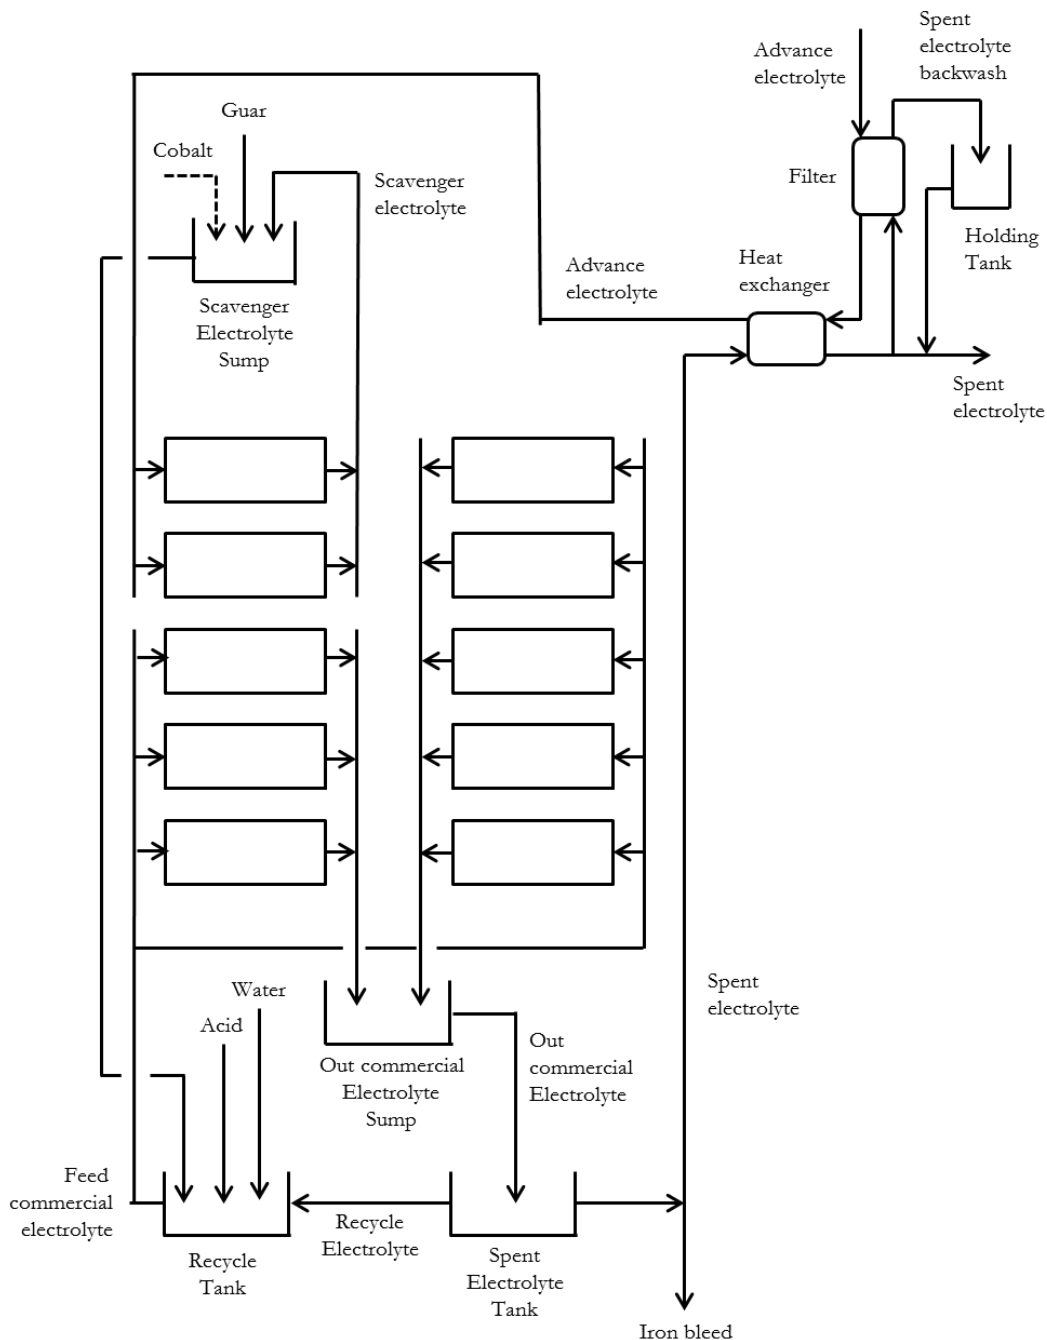 Spent
electrolyte
backwash
Advance
electrolyte
Guar
Cobalt
Scavenger
electrolyte
Filter
Holding
Tank
Heat
exchanger
Advance
electrolyte
Scavenger
Electrolyte
Sump
Spent
electrolyte
Spent
electrolyte
Water
Acid
Out commercial
Electrolyte
Sump
Out
commercial
Electrolyte
Feed
commercial
electrolyte
Recycle
Electrolyte
Recycle
Tank
Spent
Electrolyte
Tank
Iron bleed